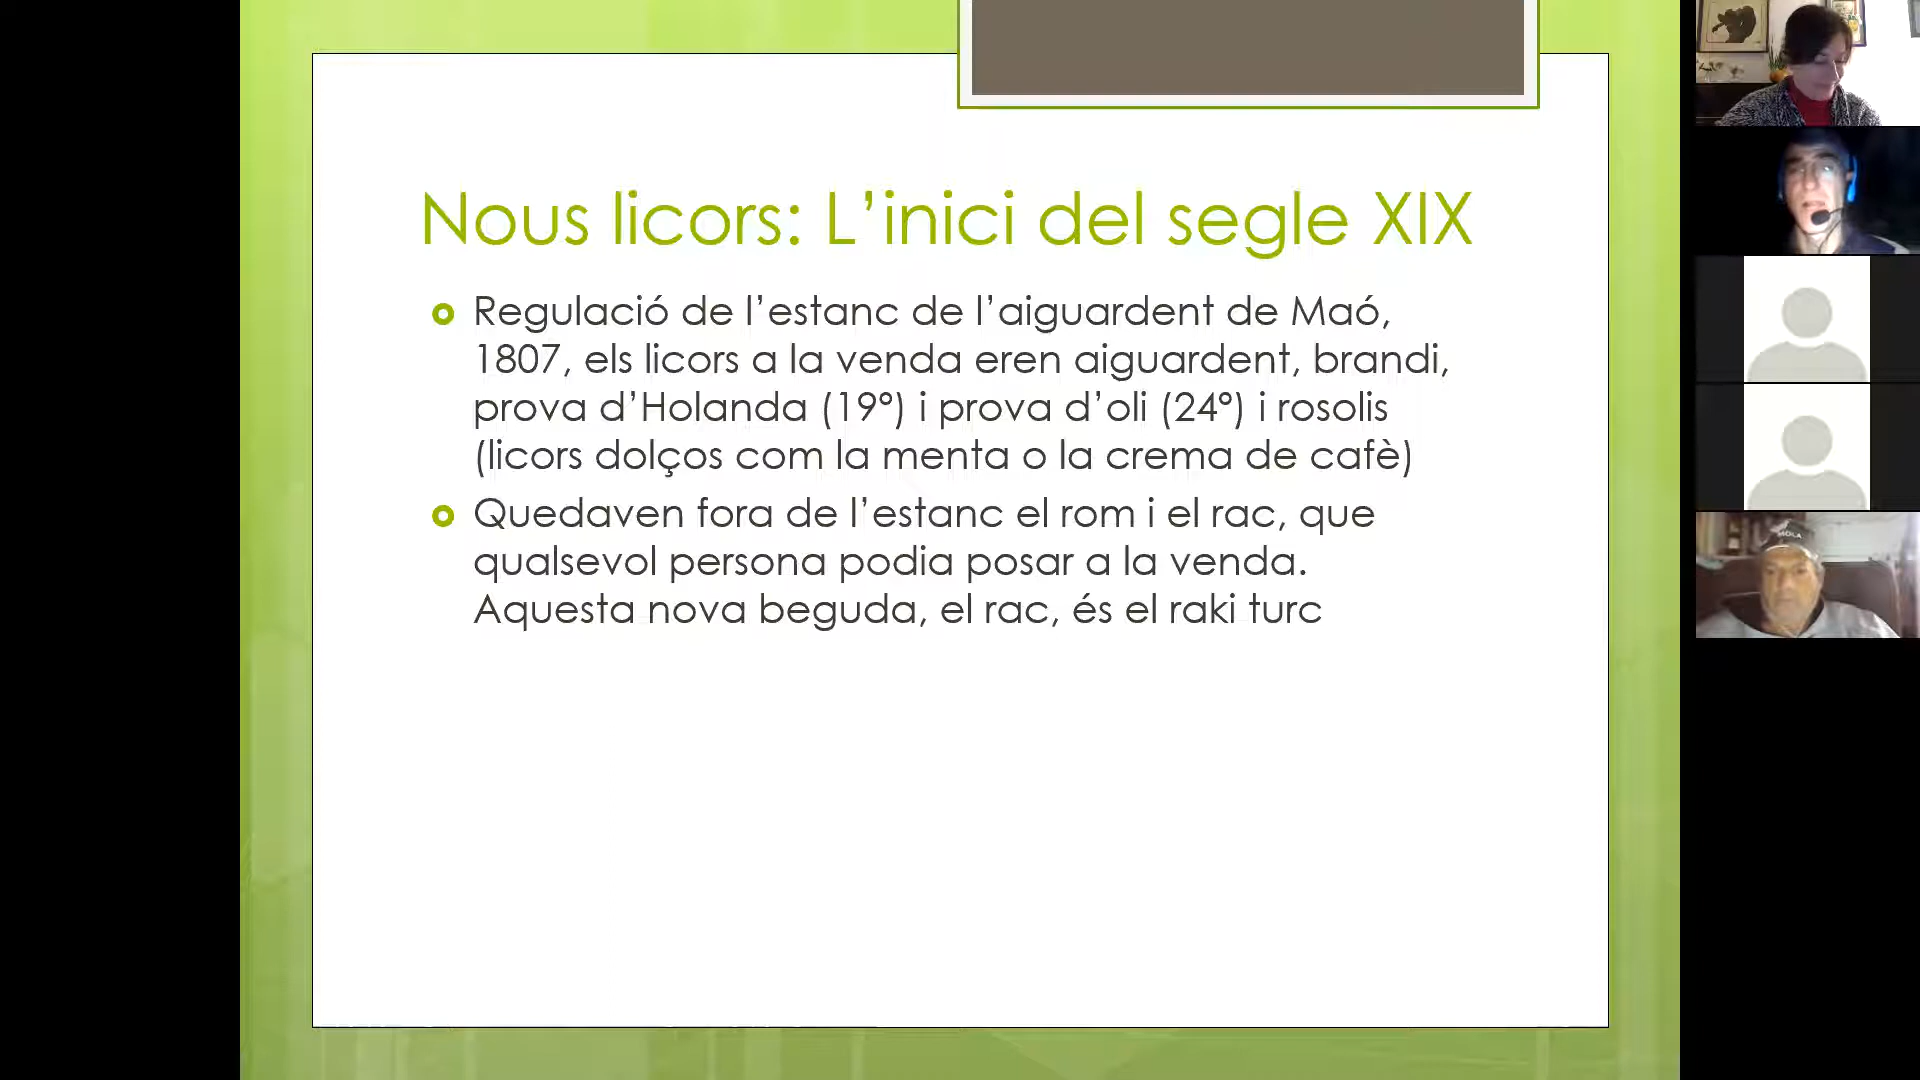 Nous licors: L’inici del segle XIX
Regulació de l’estanc de l’aiguardent de Maó,
1807, els licors a la venda eren aiguardent, brandi,
prova d’Holanda (19º) i prova d’oli (24º) i rosolis
(licors dolços com la menta o la crema de cafè)
Quedaven fora de l’estanc el rom i el rac, que
qualsevol persona podia posar a la venda.
Aquesta nova beguda, el rac, és el raki turc